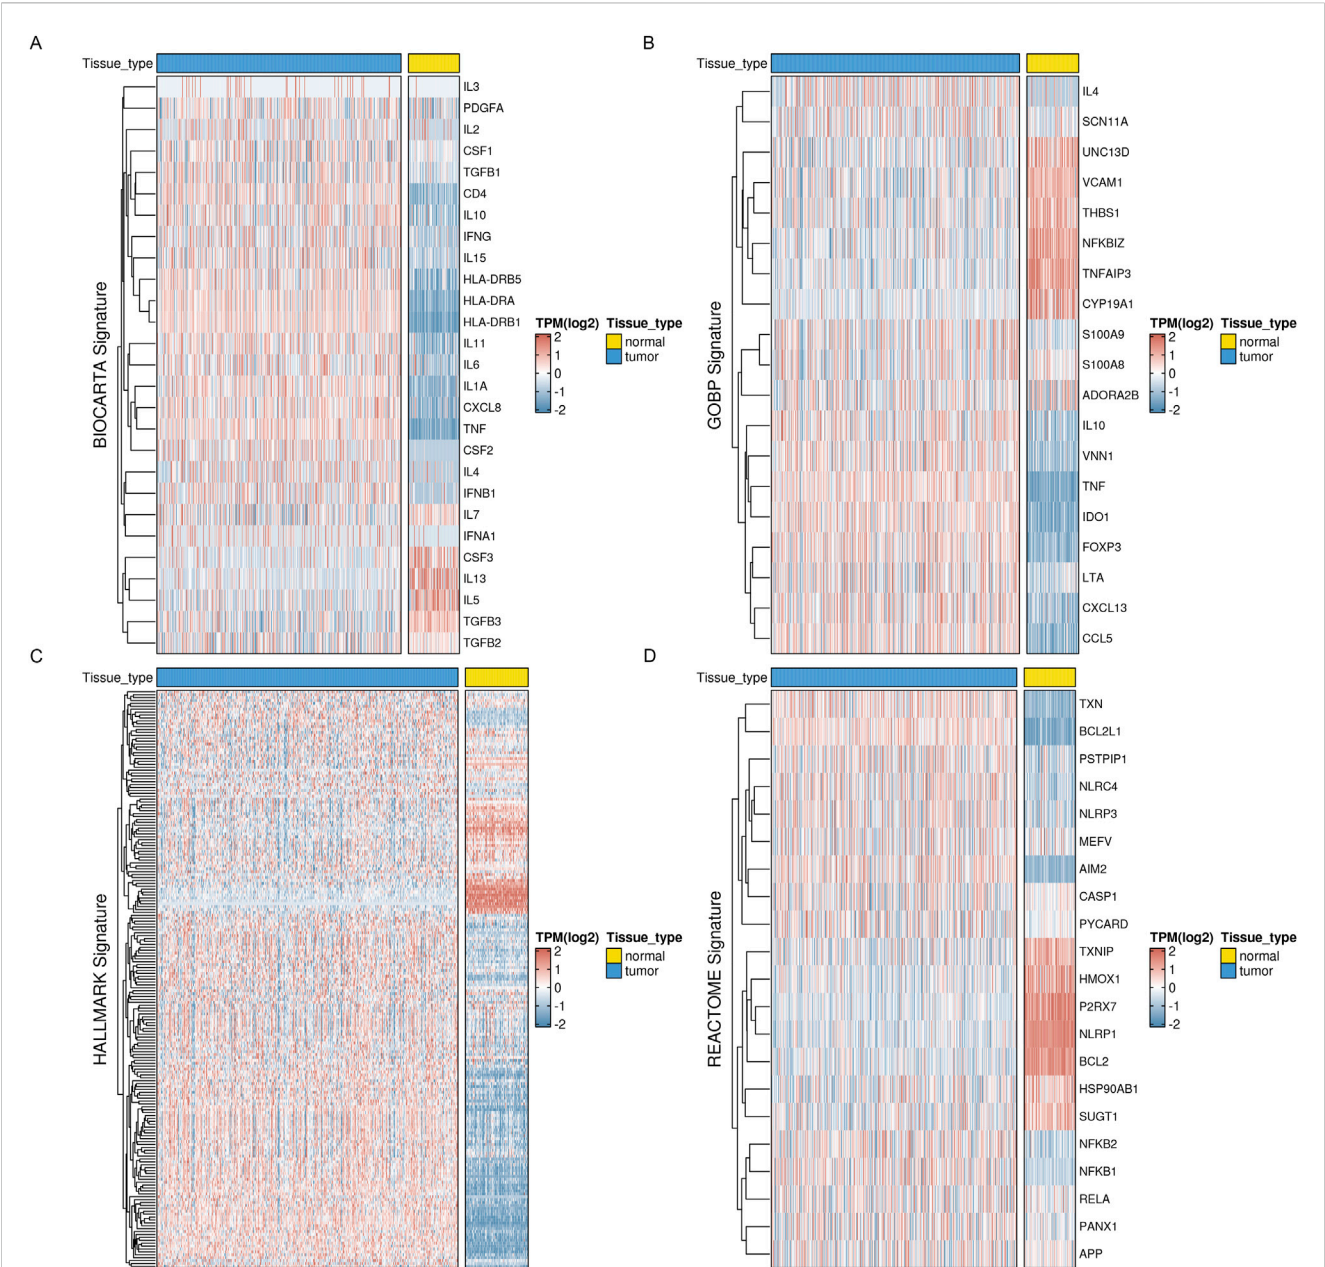 A
Tissue_type
IL3
PDGFA
IL2
CSF1
TGFB1
CD4
IL10
IFNG
IL15
HLA-DRB5
HLA-DRA
HLA-DRB1
IL11
IL6
IL1A
CXCL8
TNF
CSF2
IL4
IFNB1
IL7
IFNA1
CSF3
IL13
IL5
TGFB3
TGFB2
BIOCARTA Signature
TPM(log2) Tissue_type
2
1
0
-1
-2
normal
tumor
B
Tissue_type
IL4
SCN11A
UNC13D
VCAM1
THBS1
NFKBIZ
TNFAIP3
CYP19A1
S100A9
S100A8
ADORA2B
IL10
VNN1
TNF
IDO1
FOXP3
LTA
CXCL13
CCL5
GOBP Signature
TPM(log2) Tissue_type
2
1
0
-1
-2
normal
tumor
C
Tissue_type
HALLMARK Signature
TPM(log2) Tissue_type
2
1
0
-1
-2
normal
tumor
D
Tissue_type
TXN
BCL2L1
PSTPIP1
NLRC4
NLRP3
MEFV
AIM2
CASP1
PYCARD
TXNIP
HMOX1
P2RX7
NLRP1
BCL2
HSP90AB1
SUGT1
NFKB2
NFKB1
RELA
PANX1
APP
REACTOME Signature
TPM(log2) Tissue_type
2
1
0
-1
-2
normal
tumor